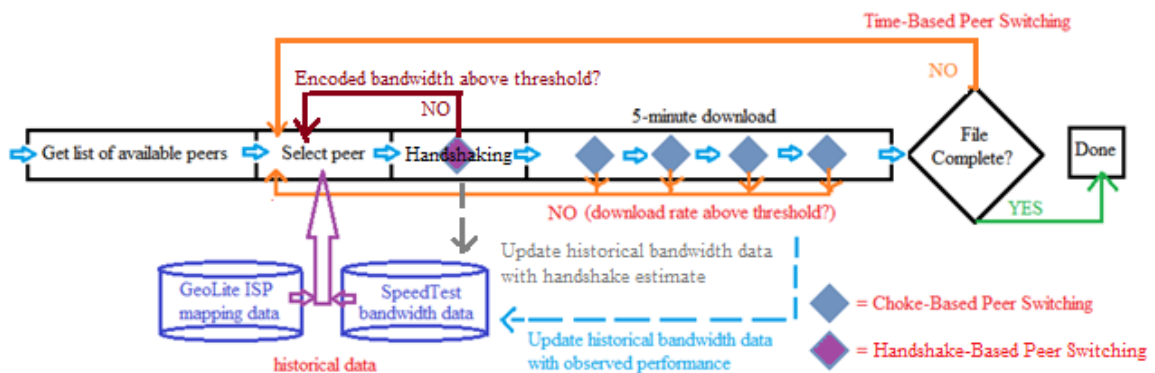 Time-Based Peer Switching
NO
Encoded bandwidth above threshold?
NO
5-minute download
Get list of available peers
Select peer
Handshaking
File
Complete?
Done
YES
NO (download rate above threshold?)
Update historical bandwidth data
with handshake estimate
GeoLite ISP
mapping data
SpeedTest
bandwidth data
= Choke-Based Peer Switching
Update historical bandwidth data
with observed performance
= Handshake-Based Peer Switching
historical data